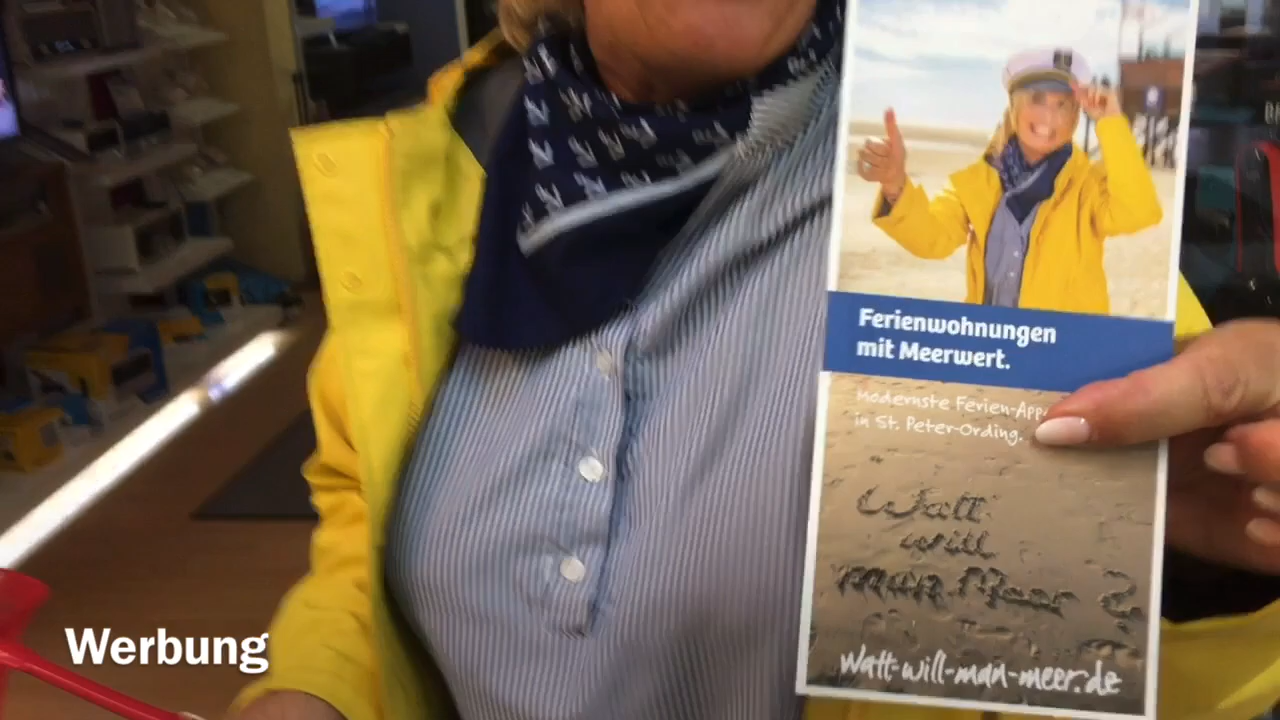 Ferienwohnungen
mit Meerwert.
Modernste Ferien-App
in St. Peter-Ording.
Watt
will
man Meer?
Watt-will-man-meer.de
Werbung